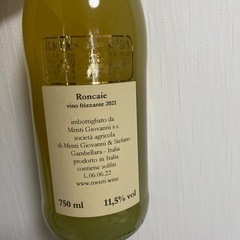 Roncaie
vino frizzante 2021
imbottigliato da
Menti Giovanni s.s.
società agricola
di Menti Giovanni & Stefano
Gambellara - Italia
prodotto in Italia
contiene solfiti
L.06.06.22
www.menti.wine
750 ml 11,5% vol